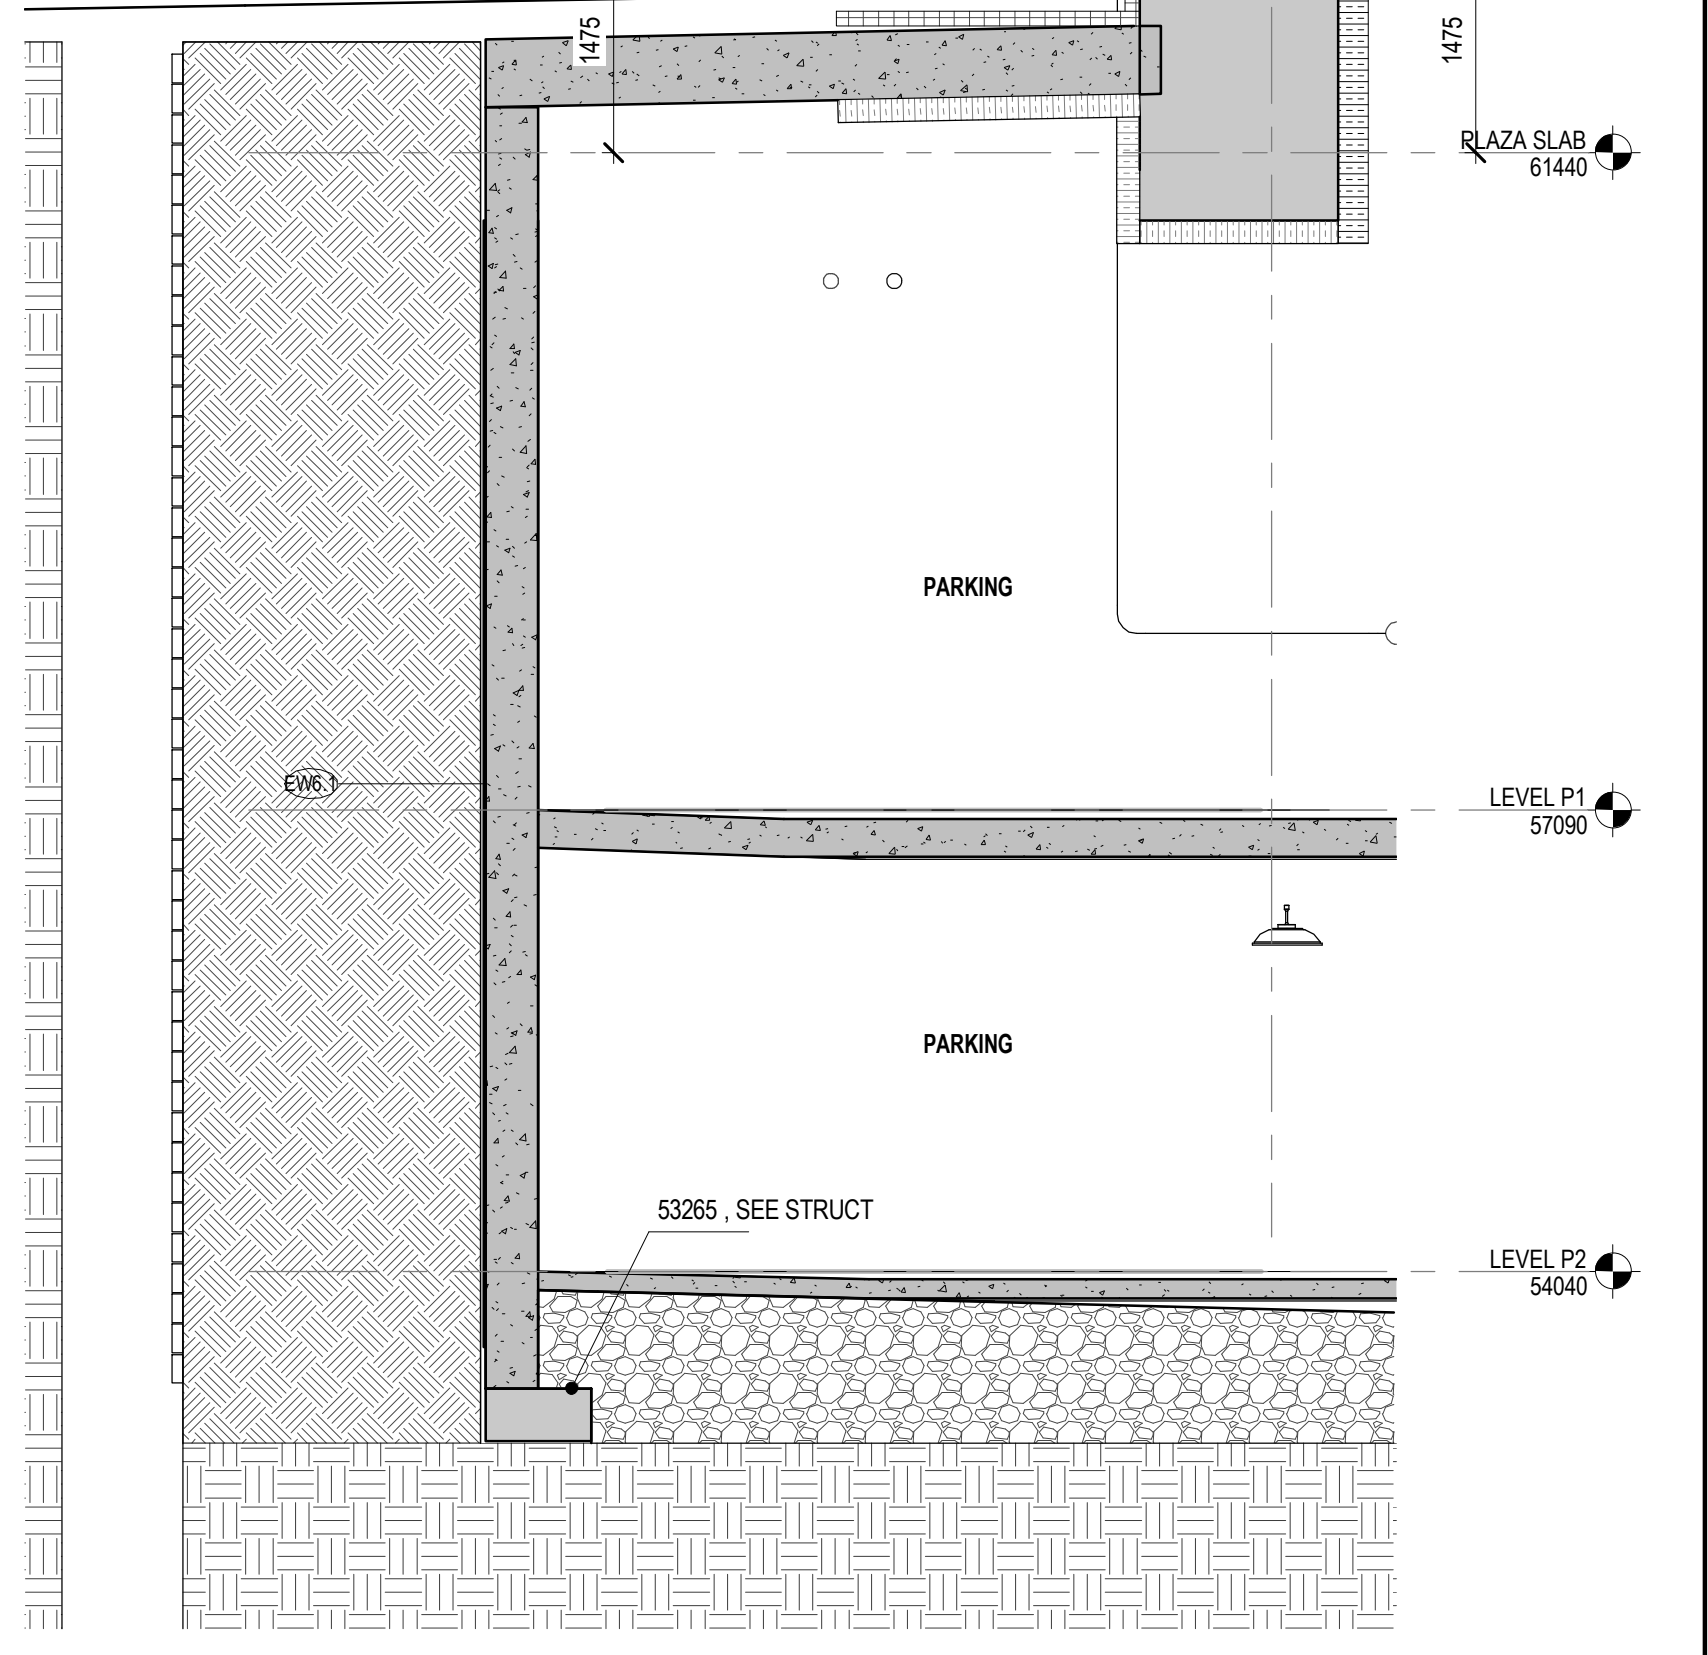 1475
1475
PLAZA SLAB
61440
PARKING
EW6.1
LEVEL P1
57090
PARKING
53265 , SEE STRUCT
LEVEL P2
54040